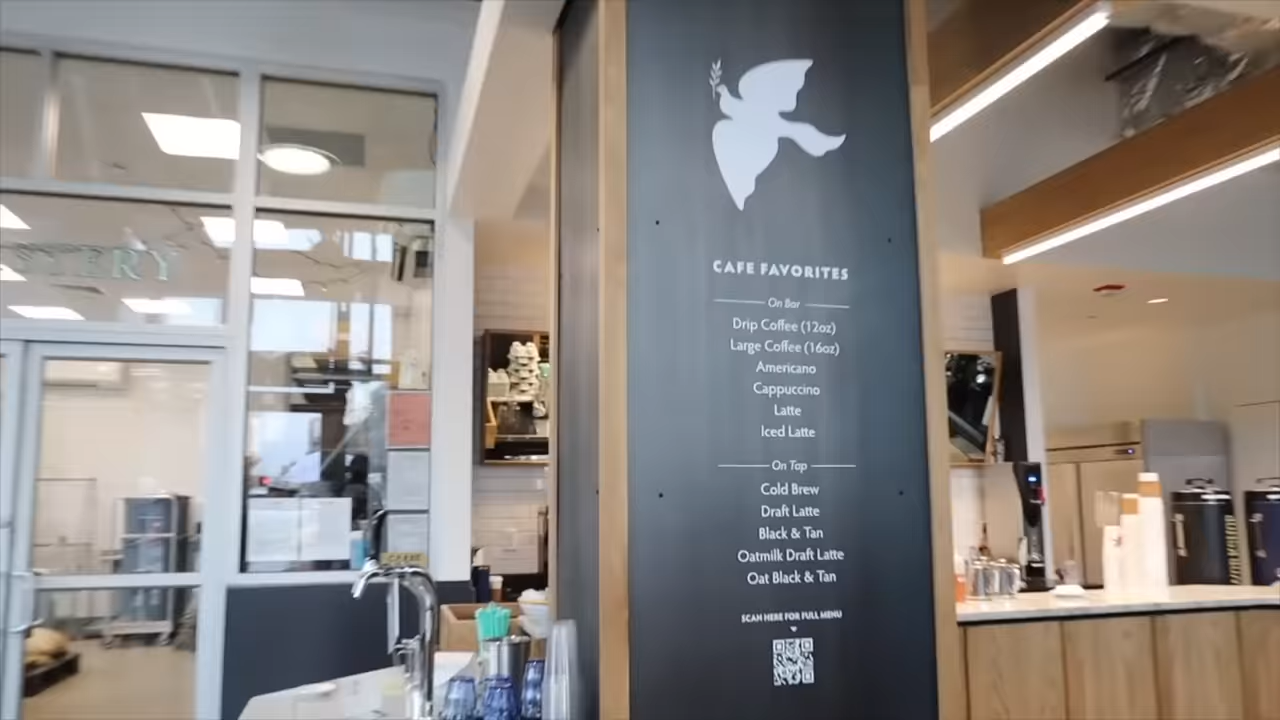 CAFE FAVORITES
On Bar
Drip Coffee (12oz)
Large Coffee (16oz)
Americano
Cappuccino
Latte
Iced Latte
On Tap
Cold Brew
Draft Latte
Black & Tan
Oatmilk Draft Latte
Oat Black & Tan
SCAN HERE FOR FULL MENU